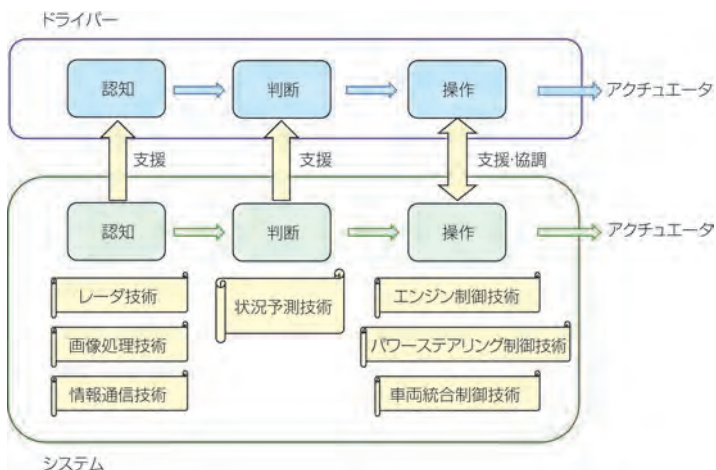 ドライバー
認知
判断
操作
アクチュエータ
支援
支援
支援・協調
認知
判断
操作
アクチュエータ
レーダ技術
状況予測技術
エンジン制御技術
画像処理技術
パワーステアリング制御技術
情報通信技術
車両統合制御技術
システム